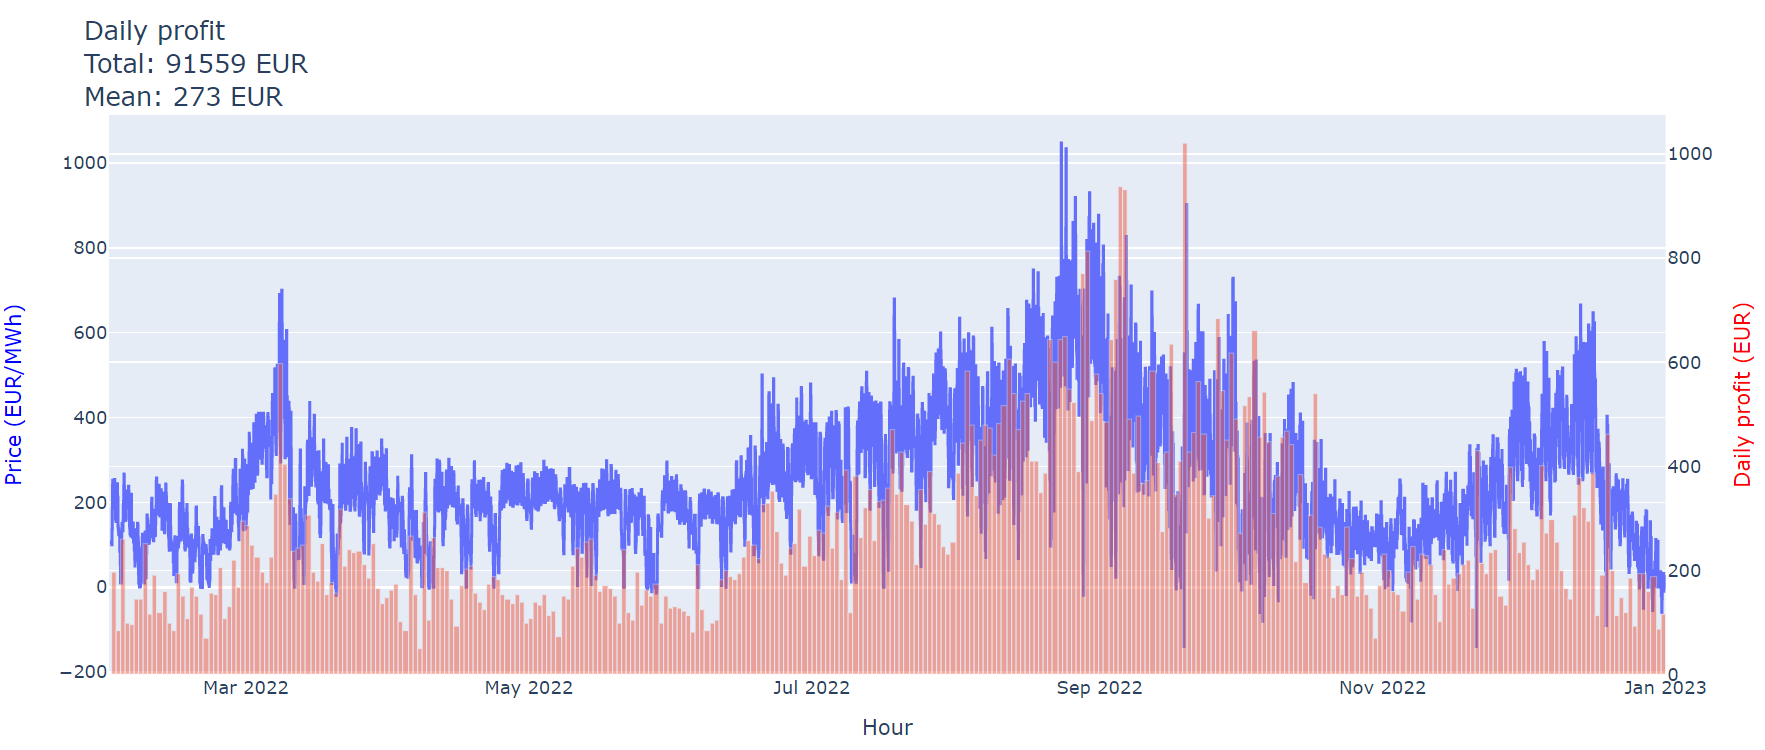 Daily profit
Total: 91559 EUR
Mean: 273 EUR
Price (EUR/MWh)
1000
800
600
400
200
0
−200
1000
800
600
400
200
0
Daily profit (EUR)
Mar 2022
May 2022
Jul 2022
Sep 2022
Nov 2022
Jan 2023
Hour